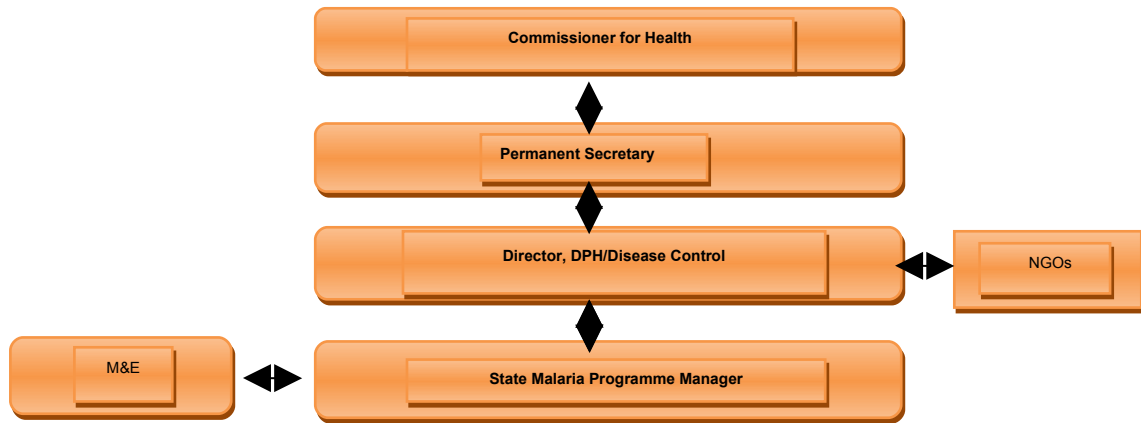 Commissioner for Health
Permanent Secretary
Director, DPH/Disease Control
NGOs
M&E
State Malaria Programme Manager